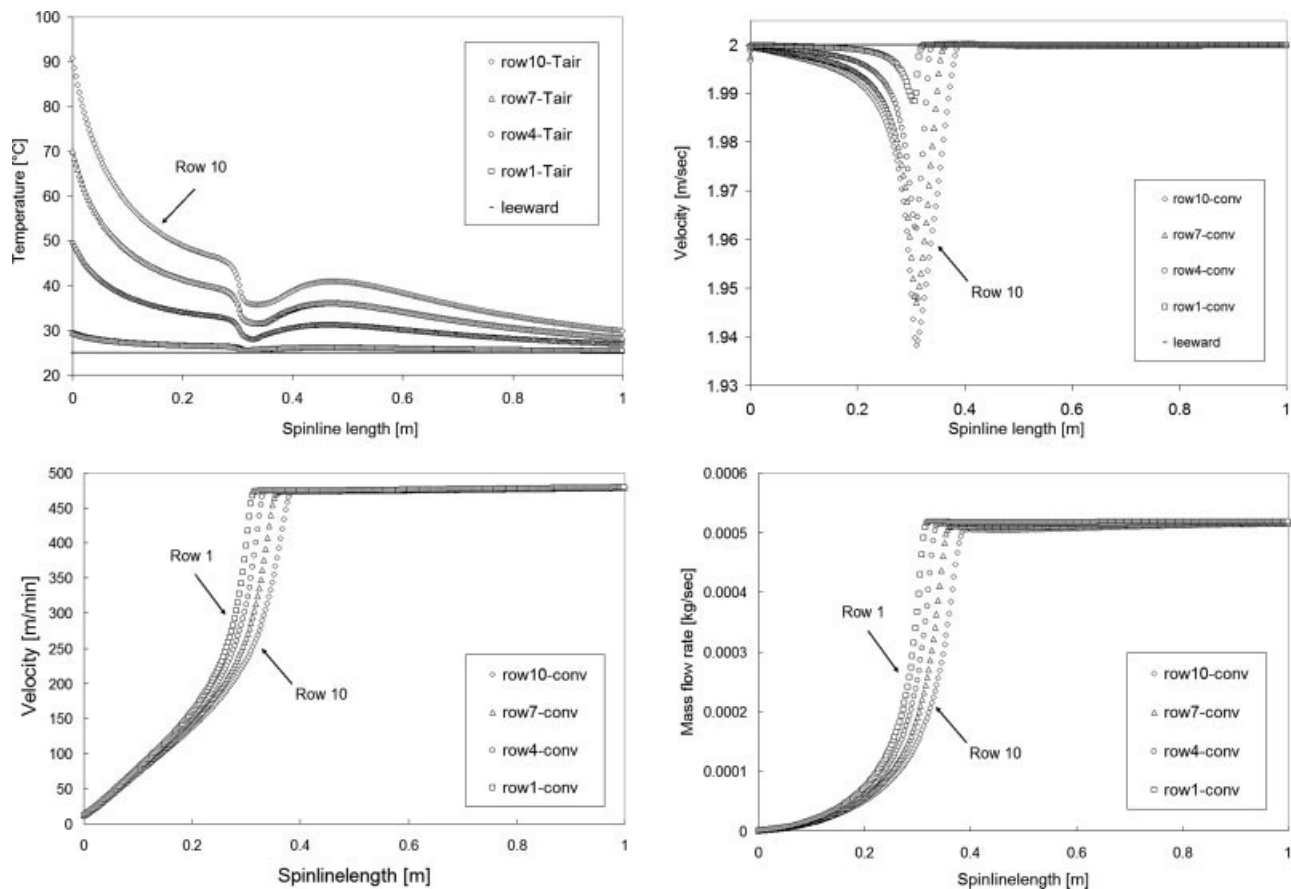 100
90
80
70
60
50
40
30
20
Temperature [°C]
0
0.2
0.4
0.6
0.8
1
Spinline length [m]
Row 10
row10-Tair
row7-Tair
row4-Tair
row1-Tair
leeward
2
1.99
1.98
1.97
1.96
1.95
1.94
1.93
Velocity [m/sec]
0
0.2
0.4
0.6
0.8
1
Spinline length [m]
Row 10
row10-conv
row7-conv
row4-conv
row1-conv
leeward
500
450
400
350
300
250
200
150
100
50
0
Velocity [m/min]
0
0.2
0.4
0.6
0.8
1
Spinlinelength [m]
Row 1
Row 10
row10-conv
row7-conv
row4-conv
row1-conv
0.0006
0.0005
0.0004
0.0003
0.0002
0.0001
0
Mass flow rate [kg/sec]
0
0.2
0.4
0.6
0.8
1
Spinlinelength [m]
Row 1
Row 10
row10-conv
row7-conv
row4-conv
row1-conv